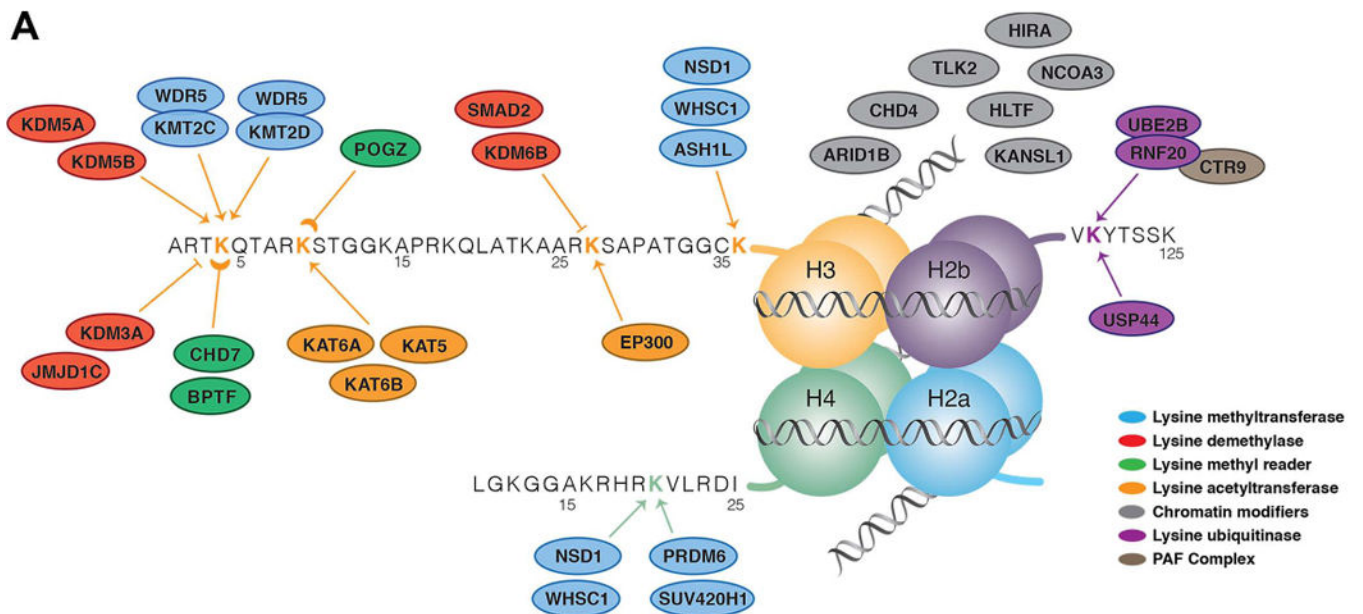 A
HIRA
NSD1
TLK2
NCOA3
WDR5
WDR5
SMAD2
WHSC1
CHD4
HLTF
UBE2B
KDM5A
KMT2C
KMT2D
KDM5B
POGZ
KDM6B
ASH1L
ARID1B
KANSL1
RNF20
CTR9
ARTKQTARKSTGGKAPRKQLATKAARKSAPATGGCK
5
15
25
35
VKYTSSK
125
H3
H2b
KDM3A
JMJD1C
CHD7
BPTF
KAT6A
KAT5
KAT6B
EP300
USP44
H4
H2a
LGKGGAKRHRKVLRDI
15
25
NSD1
PRDM6
WHSC1
SUV420H1
Lysine methyltransferase
Lysine demethylase
Lysine methyl reader
Lysine acetyltransferase
Chromatin modifiers
Lysine ubiquitinase
PAF Complex